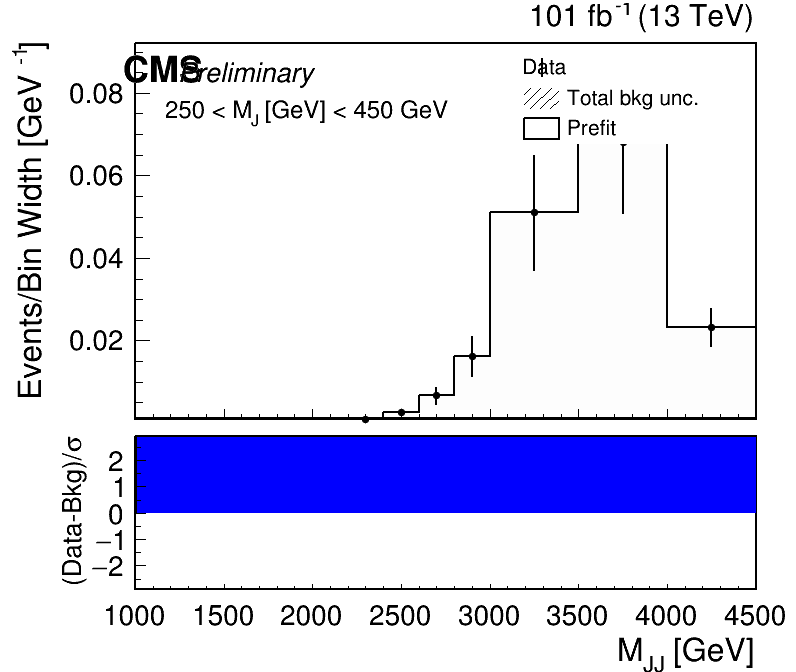 101 fb⁻¹ (13 TeV)
CMS Preliminary
250 < M_J [GeV] < 450 GeV
Data
Total bkg unc.
Prefit
Events/Bin Width [GeV⁻¹]
0.08
0.06
0.04
0.02
(Data-Bkg)/σ
2
1
0
−1
−2
1000 1500 2000 2500 3000 3500 4000 4500
M_JJ [GeV]